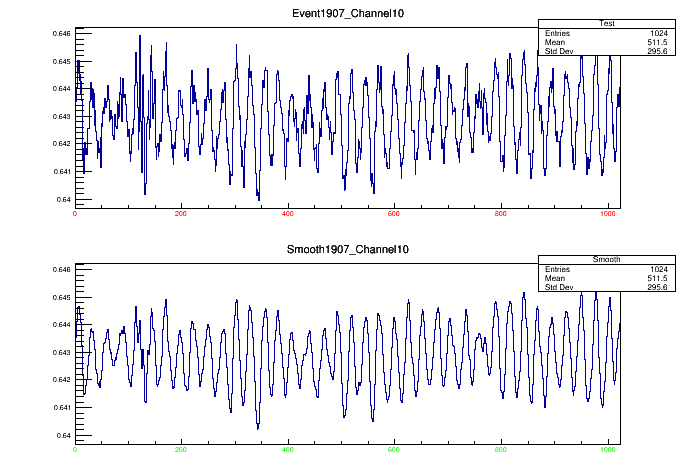 Event1907_Channel10
Test
Entries 1024
Mean 511.5
Std Dev 295.6
0.646
0.645
0.644
0.643
0.642
0.641
0.64
0 200 400 600 800 1000
Smooth1907_Channel10
Smooth
Entries 1024
Mean 511.5
Std Dev 295.6
0.646
0.645
0.644
0.643
0.642
0.641
0.64
0 200 400 600 800 1000